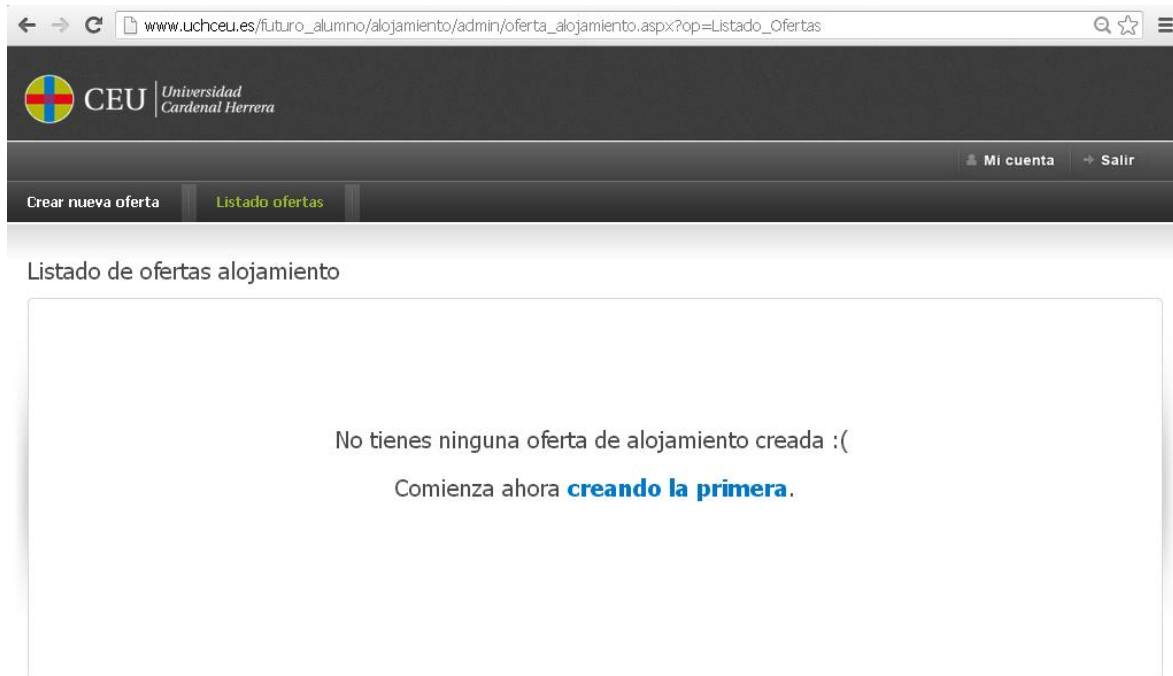 www.uchceu.es/futuro_alumno/alojamiento/admin/oferta_alojamiento.aspx?op=Listado_Ofertas
CEU Universidad
Cardenal Herrera
Mi cuenta Salir
Crear nueva oferta Listado ofertas
Listado de ofertas alojamiento
No tienes ninguna oferta de alojamiento creada :(
Comienza ahora creando la primera.